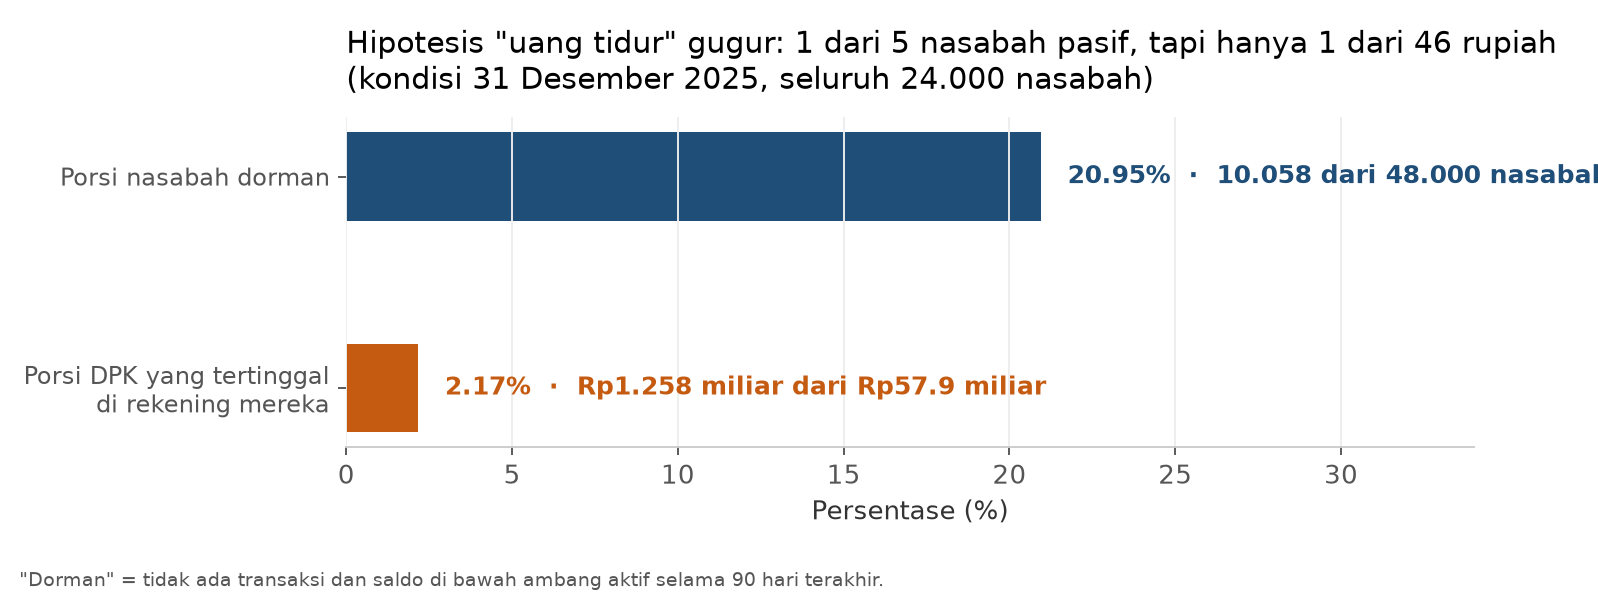 Hipotesis "uang tidur" gugur: 1 dari 5 nasabah pasif, tapi hanya 1 dari 46 rupiah
(kondisi 31 Desember 2025, seluruh 24.000 nasabah)
Porsi nasabah dorman
20.95% · 10.058 dari 48.000 nasabal
Porsi DPK yang tertinggal
di rekening mereka
2.17% · Rp1.258 miliar dari Rp57.9 miliar
0 5 10 15 20 25 30
Persentase (%)
"Dorman" = tidak ada transaksi dan saldo di bawah ambang aktif selama 90 hari terakhir.